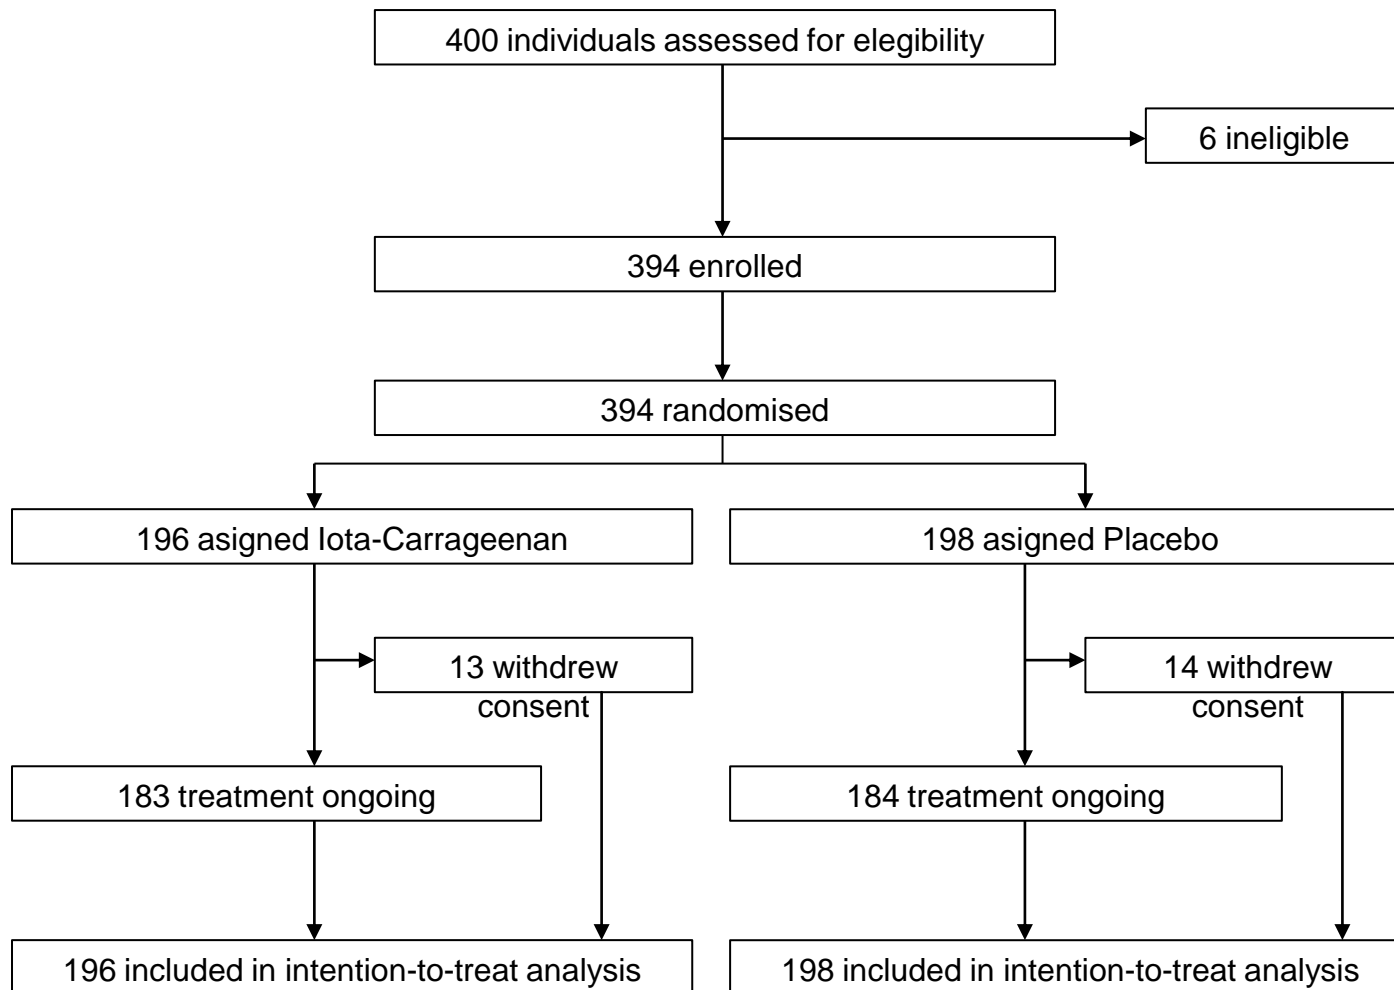 400 individuals assessed for elegibility
6 ineligible
394 enrolled
394 randomised
196 asigned Iota-Carrageenan
198 asigned Placebo
13 withdrew
consent
14 withdrew
consent
183 treatment ongoing
184 treatment ongoing
196 included in intention-to-treat analysis
198 included in intention-to-treat analysis